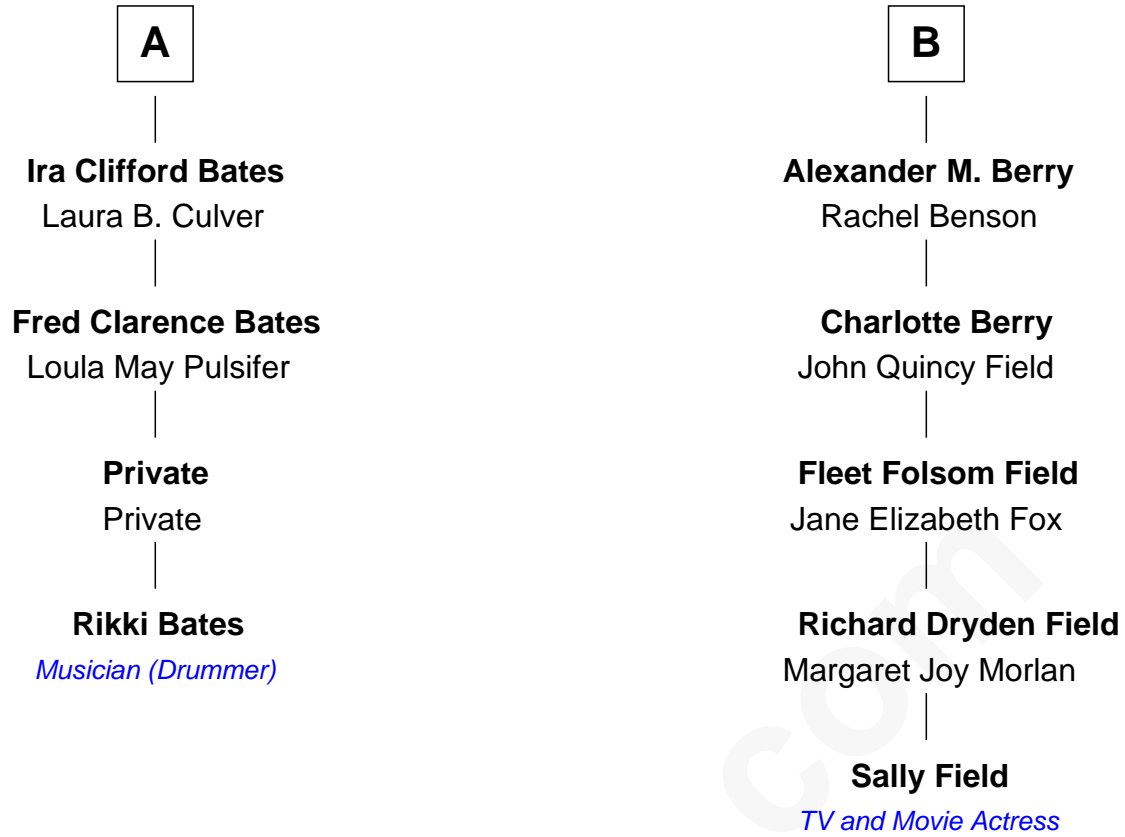 A
Ira Clifford Bates
Laura B. Culver
Fred Clarence Bates
Loula May Pulsifer
Private
Private
Rikki Bates
Musician (Drummer)
B
Alexander M. Berry
Rachel Benson
Charlotte Berry
John Quincy Field
Fleet Folsom Field
Jane Elizabeth Fox
Richard Dryden Field
Margaret Joy Morlan
Sally Field
TV and Movie Actress
com